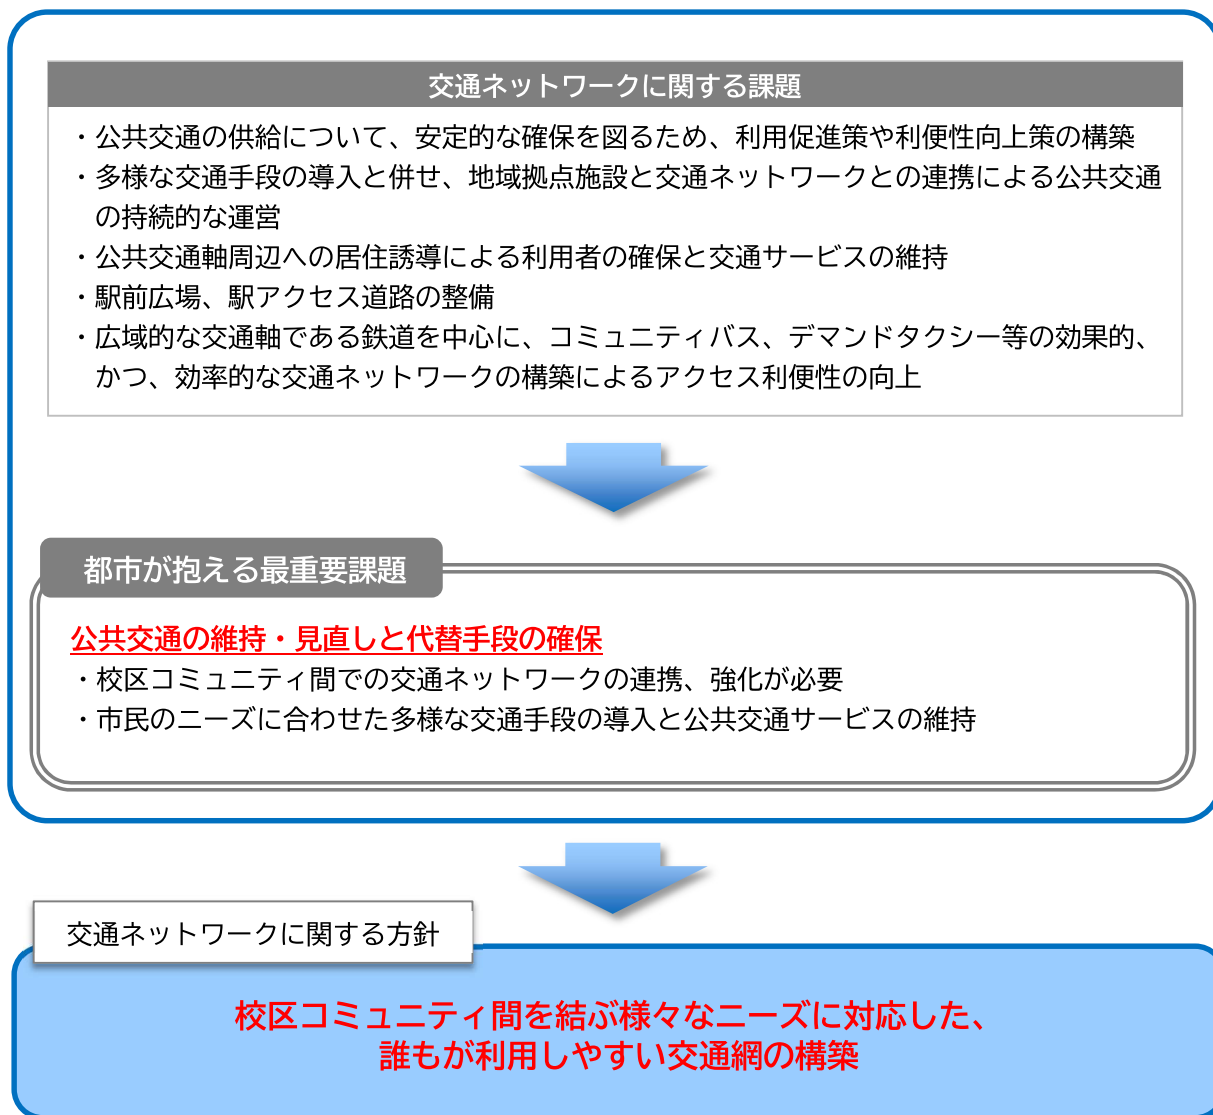 交通ネットワークに関する課題
・公共交通の供給について、安定的な確保を図るため、利用促進策や利便性向上策の構築
・多様な交通手段の導入と併せ、地域拠点施設と交通ネットワークとの連携による公共交通
の持続的な運営
・公共交通軸周辺への居住誘導による利用者の確保と交通サービスの維持
・駅前広場、駅アクセス道路の整備
・広域的な交通軸である鉄道を中心に、コミュニティバス、デマンドタクシー等の効果的、
かつ、効率的な交通ネットワークの構築によるアクセス利便性の向上
都市が抱える最重要課題
公共交通の維持・見直しと代替手段の確保
・校区コミュニティ間での交通ネットワークの連携、強化が必要
・市民のニーズに合わせた多様な交通手段の導入と公共交通サービスの維持
交通ネットワークに関する方針
校区コミュニティ間を結ぶ様々なニーズに対応した、
誰もが利用しやすい交通網の構築